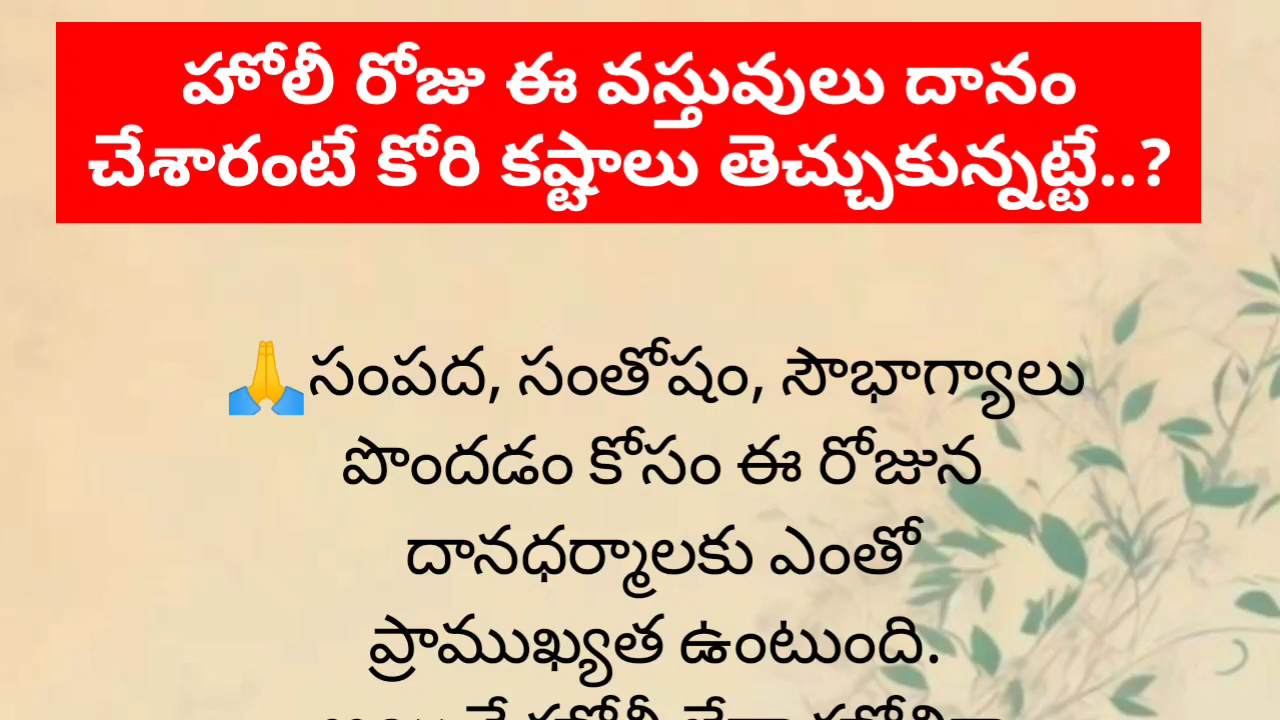 హోలీ రోజు ఈ వస్తువులు దానం
చేశారంటే కోరి కష్టాలు తెచ్చుకున్నట్టే..?
🙏సంపద, సంతోషం, సౌభాగ్యాలు
పొందడం కోసం ఈ రోజున
దానధర్మాలకు ఎంతో
ప్రాముఖ్యత ఉంటుంది.